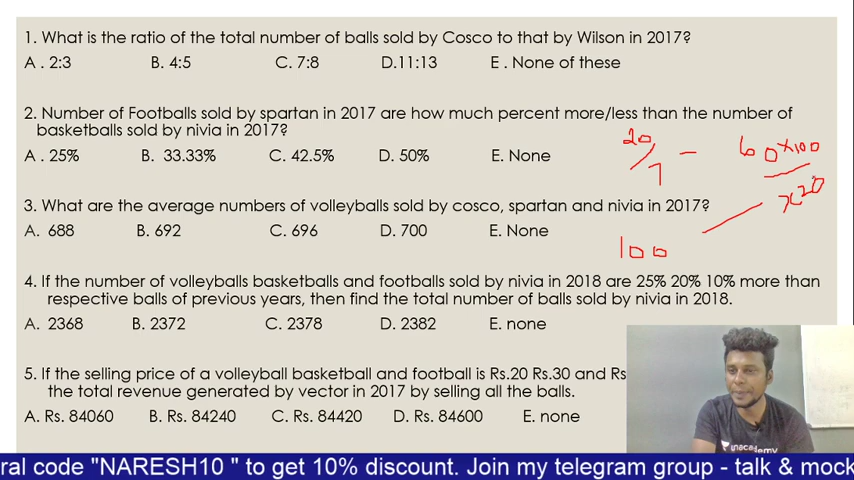 1. What is the ratio of the total number of balls sold by Cosco to that by Wilson in 2017?
A . 2:3 B. 4:5 C. 7:8 D.11:13 E . None of these
2. Number of Footballs sold by spartan in 2017 are how much percent more/less than the number of
basketballs sold by nivia in 2017?
A . 25% B. 33.33% C. 42.5% D. 50% E. None
20/7 — 60 x100
x20
3. What are the average numbers of volleyballs sold by cosco, spartan and nivia in 2017?
A. 688 B. 692 C. 696 D. 700 E. None
100
4. If the number of volleyballs basketballs and footballs sold by nivia in 2018 are 25% 20% 10% more than
respective balls of previous years, then find the total number of balls sold by nivia in 2018.
A. 2368 B. 2372 C. 2378 D. 2382 E. none
5. If the selling price of a volleyball basketball and football is Rs.20 Rs.30 and Rs
the total revenue generated by vector in 2017 by selling all the balls.
A. Rs. 84060 B. Rs. 84240 C. Rs. 84420 D. Rs. 84600 E. none
unacademy
ral code "NARESH10 " to get 10% discount. Join my telegram group - talk & mock